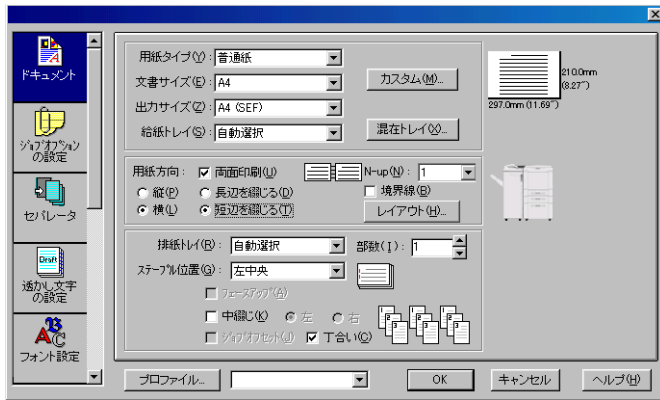 ドキュメント
ジョブオプション
の設定
セパレータ
Draft
透かし文字
の設定
フォント設定
用紙タイプ(Y): 普通紙
文書サイズ(E): A4
カスタム(M)...
出力サイズ(Z): A4 (SEF)
給紙トレイ(S): 自動選択
混在トレイ(X)...
210.0mm
(8.27")
297.0mm (11.69")
用紙方向: 両面印刷(U)
N-up(N): 1
縦(P) 長辺を綴じる(D)
境界線(B)
横(L) 短辺を綴じる(T)
レイアウト(H)...
排紙トレイ(R): 自動選択
部数(I): 1
ステープル位置(G): 左中央
フェースアップ(A)
中綴じ(K) 左 右
ジョブオフセット(J) 丁合い(C)
1 2 3 1 2 3 1 2 3
プロファイル... OK キャンセル ヘルプ(H)